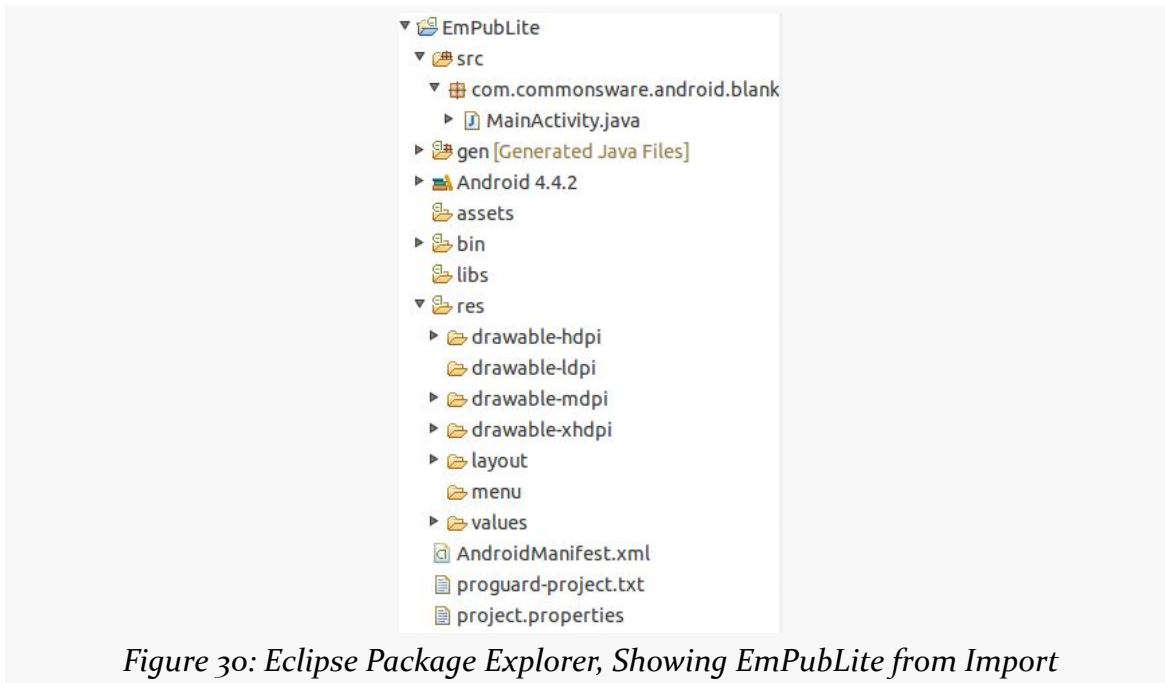 EmPubLite
src
com.commonsware.android.blank
MainActivity.java
gen [Generated Java Files]
Android 4.4.2
assets
bin
libs
res
drawable-hdpi
drawable-ldpi
drawable-mdpi
drawable-xhdpi
layout
menu
values
AndroidManifest.xml
proguard-project.txt
project.properties
Figure 30: Eclipse Package Explorer, Showing EmPubLite from Import